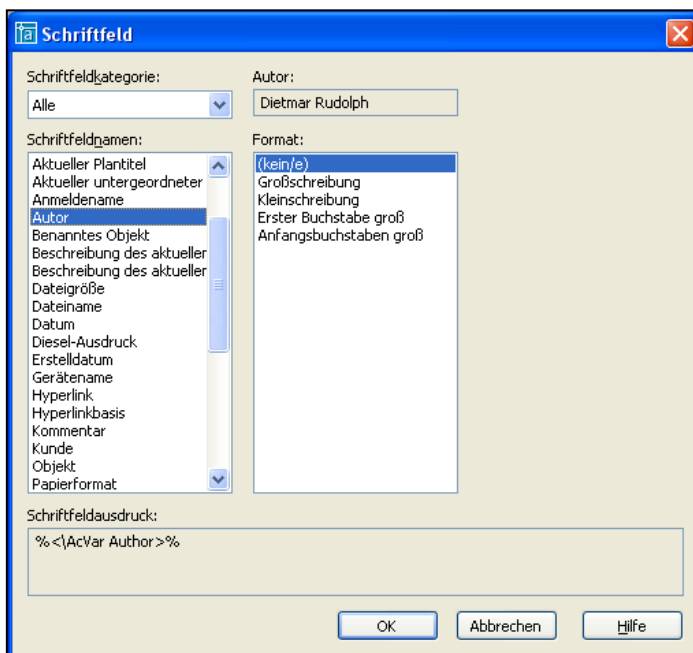 Schriftfeld
Schriftfeldkategorie:
Autor:
Alle
Dietmar Rudolph
Schriftfeldnamen:
Format:
Aktueller Plantitel
Aktueller untergeordneter
Anmeldename
Autor
Benanntes Objekt
Beschreibung des aktueller
Beschreibung des aktueller
Dateigröße
Dateiname
Datum
Diesel-Ausdruck
Erstelldatum
Gerätename
Hyperlink
Hyperlinkbasis
Kommentar
Kunde
Objekt
Papierformat
(kein/e)
Großschreibung
Kleinschreibung
Erster Buchstabe groß
Anfangsbuchstaben groß
Schriftfeldausdruck:
%<\AcVar Author>%
OK
Abbrechen
Hilfe